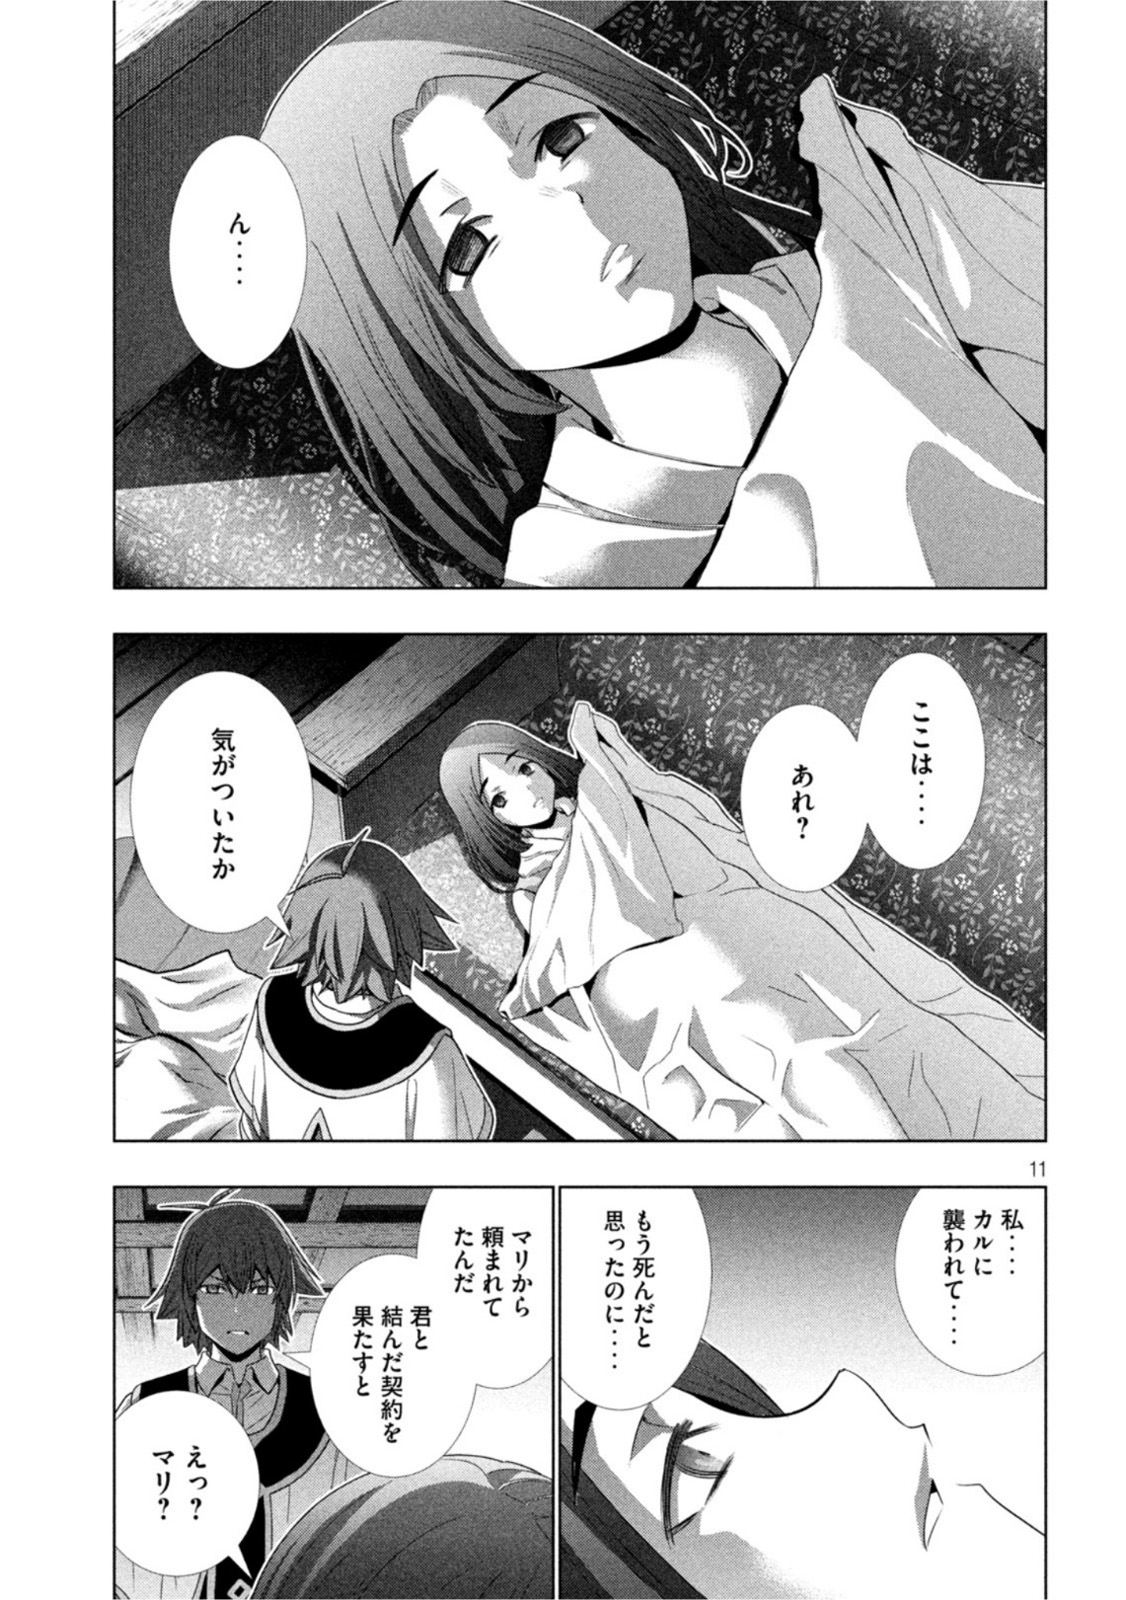 ん‥‥
ここは‥‥
あれ？
気がついたか
11
私‥‥
カルに
襲われて‥‥
もう死んだと
思ったのに‥‥
マリから
頼まれて
たんだ
君と
結んだ契約を
果たすと
えっ？
マリ？